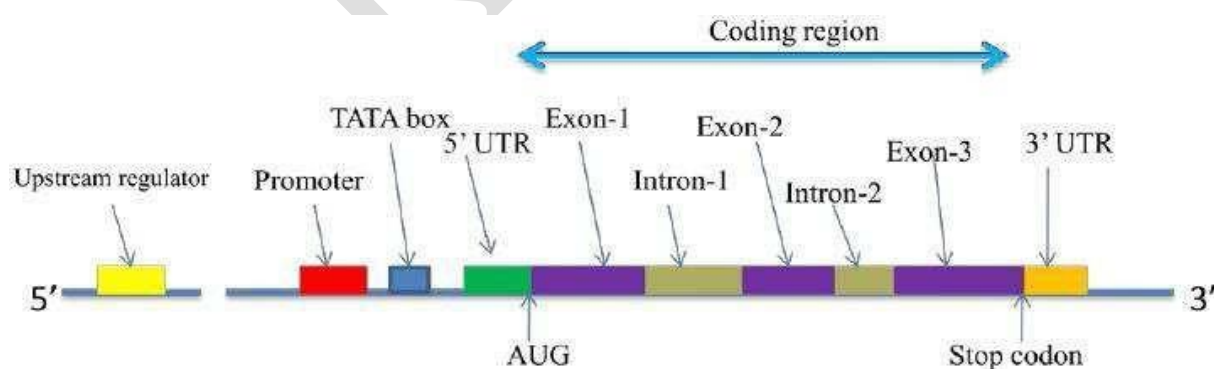 Coding region
TATA box
5' UTR
Exon-1
Exon-2
Exon-3
3' UTR
Upstream regulator
Promoter
Intron-1
Intron-2
5'
3'
AUG
Stop codon